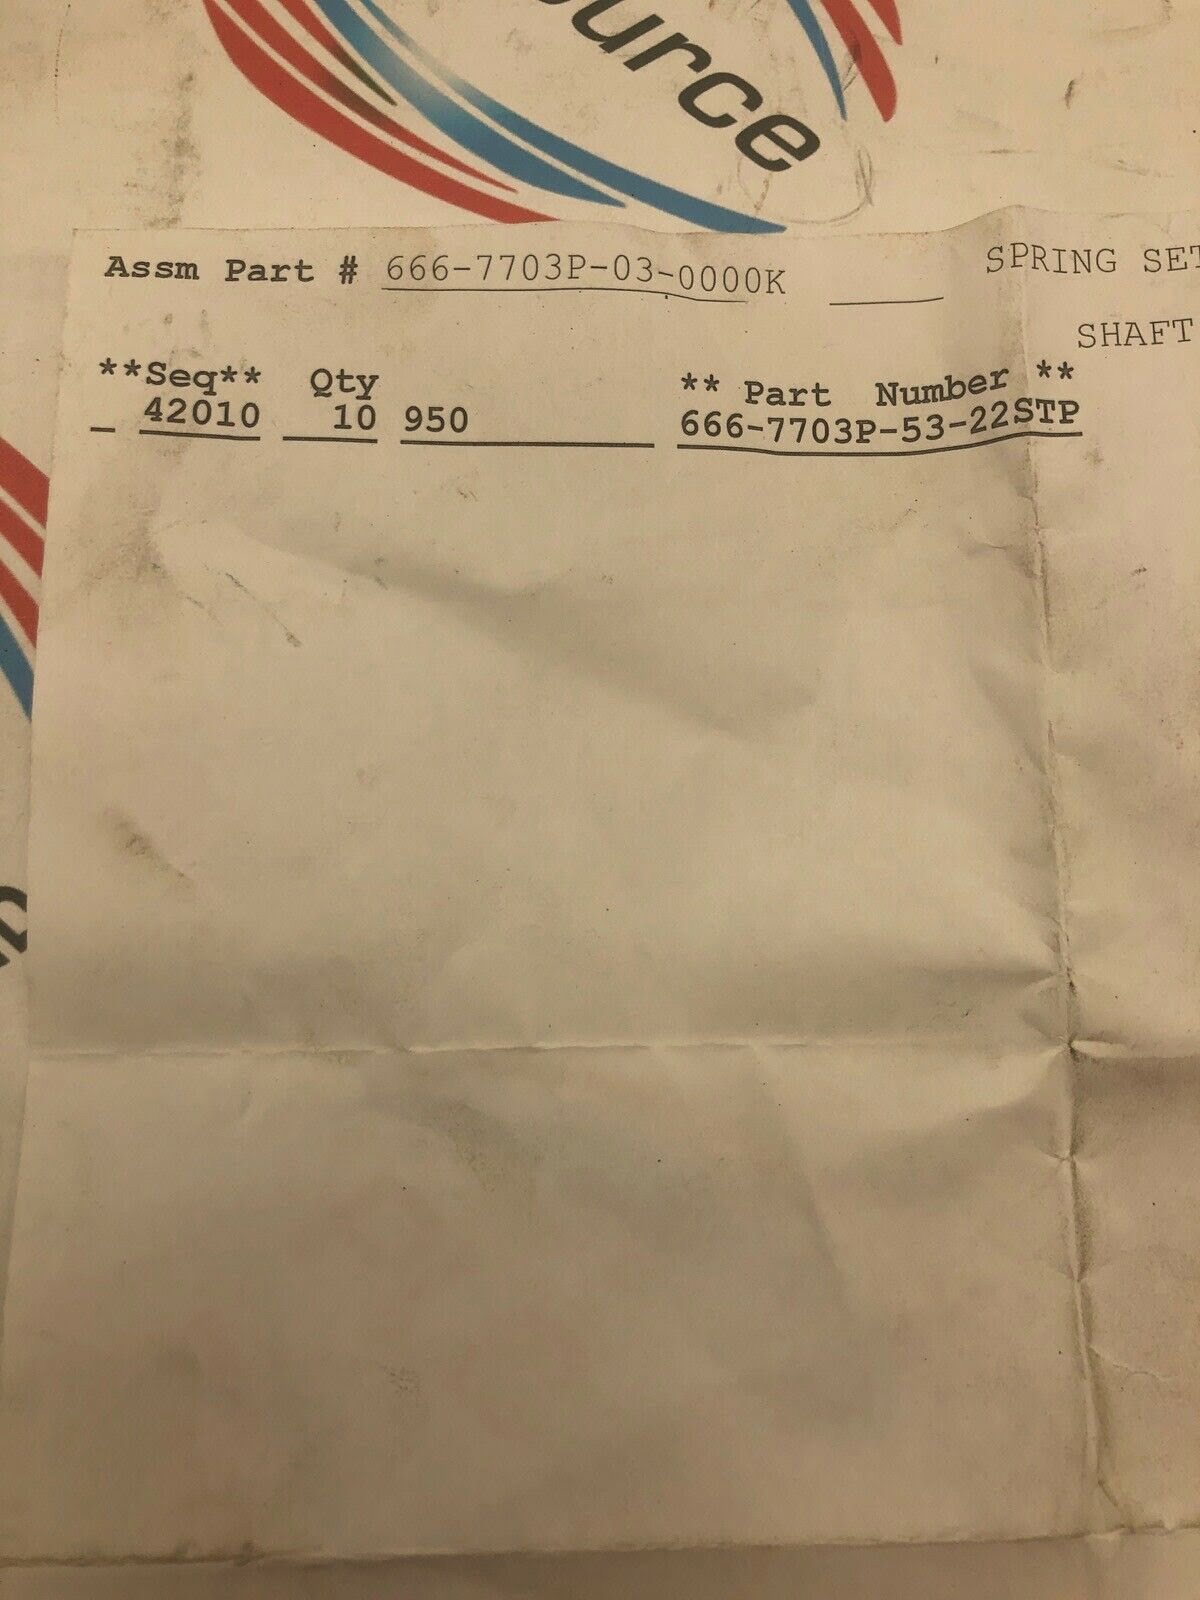 ource
Assm Part # 666-7703P-03-0000K SPRING SET
SHAFT
**Seq** Qty ** Part Number **
42010 10 950 666-7703P-53-22STP